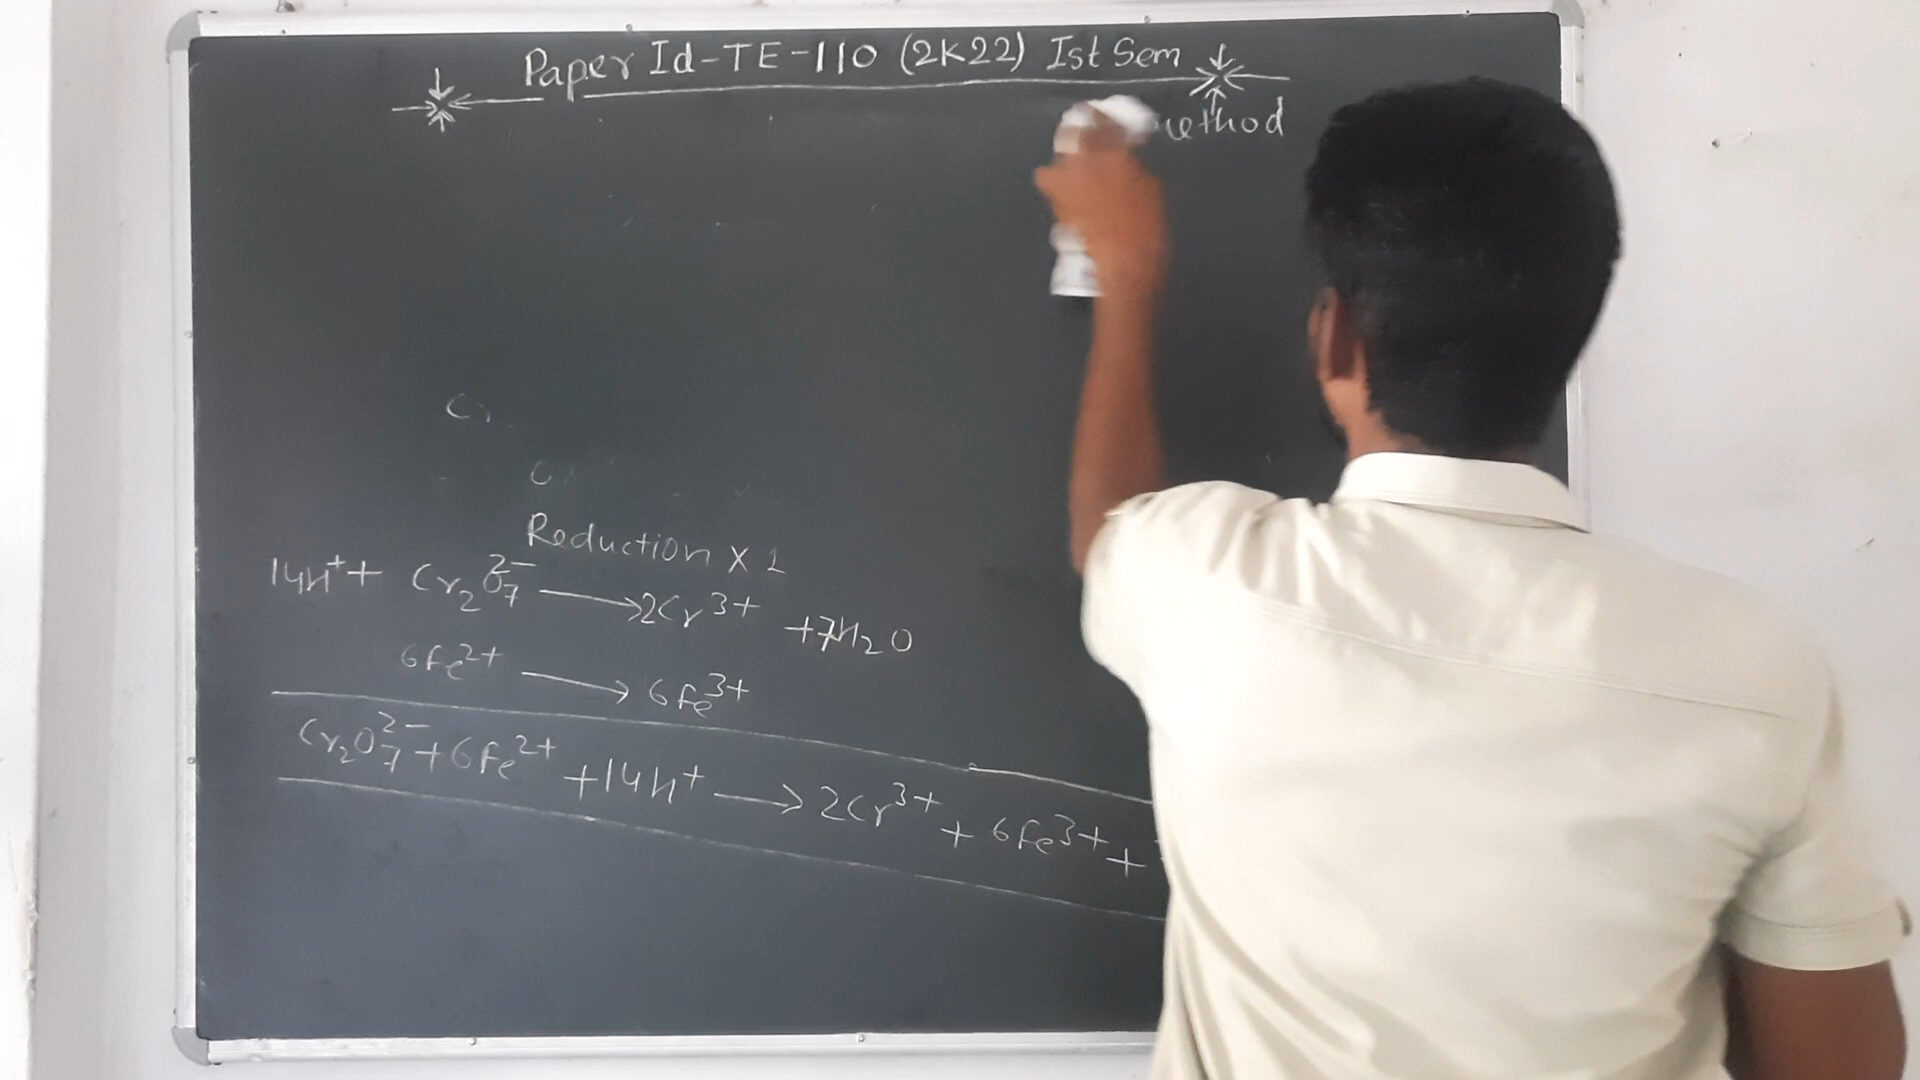 Paper Id-TE-110 (2K22) Ist Sem
Cr
Reduction X 1
14H⁺ + Cr₂O₇²⁻ ⟶ 2Cr³⁺ + 7H₂O
6Fe²⁺ ⟶ 6Fe³⁺
Cr₂O₇²⁻ + 6Fe²⁺ + 14H⁺ ⟶ 2Cr³⁺ + 6Fe³⁺ +